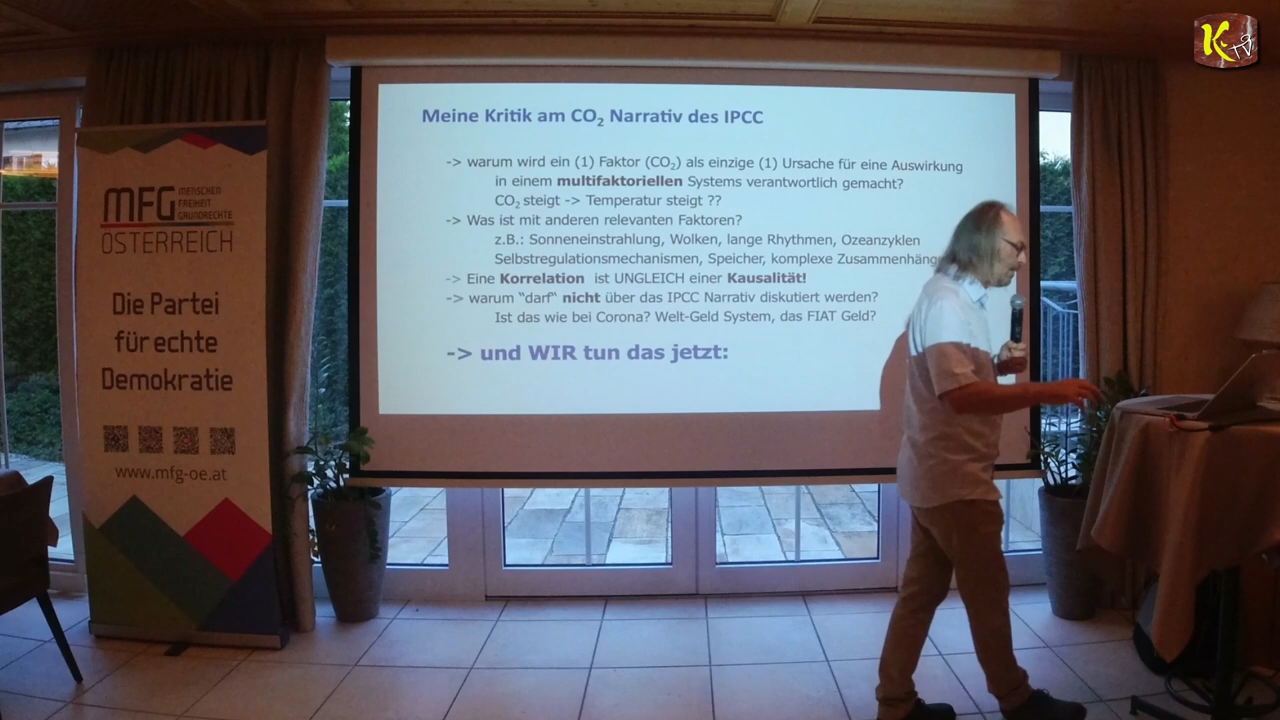 K TV
MFG MENSCHEN
FREIHEIT
GRUNDRECHTE
ÖSTERREICH
Die Partei
für echte
Demokratie
www.mfg-oe.at
Meine Kritik am CO₂ Narrativ des IPCC
-> warum wird ein (1) Faktor (CO₂) als einzige (1) Ursache für eine Auswirkung
in einem multifaktoriellen Systems verantwortlich gemacht?
CO₂ steigt -> Temperatur steigt ??
-> Was ist mit anderen relevanten Faktoren?
z.B.: Sonneneinstrahlung, Wolken, lange Rhythmen, Ozeanzyklen
Selbstregulationsmechanismen, Speicher, komplexe
-> Eine Korrelation ist UNGLEICH einer Kausalität!
-> warum "darf" nicht über das IPCC Narrativ diskutiert werden?
Ist das wie bei Corona? Welt-Geld System, das FIAT Geld?
-> und WIR tun das jetzt: